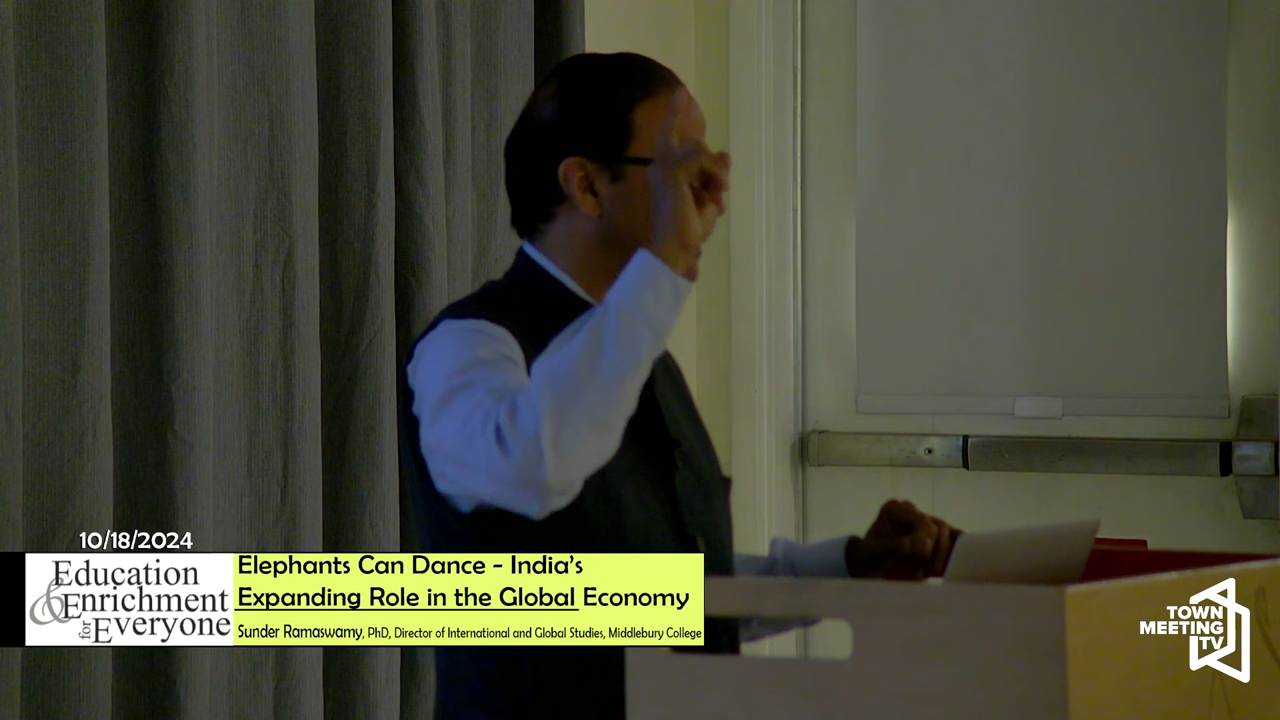 10/18/2024
Education
& Enrichment
for Everyone
Elephants Can Dance - India's
Expanding Role in the Global Economy
Sunder Ramaswamy, PhD, Director of International and Global Studies, Middlebury College
TOWN
MEETING
TV